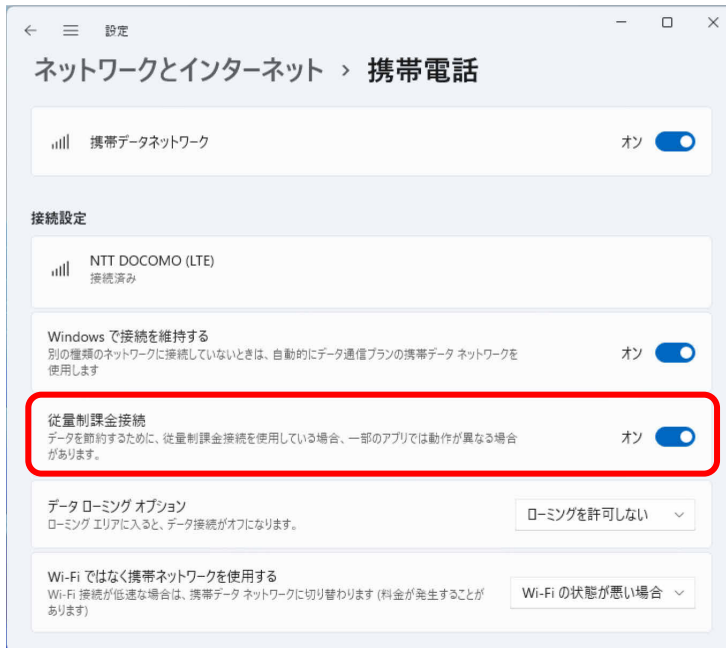 設定
ネットワークとインターネット › 携帯電話
携帯データネットワーク オン
接続設定
NTT DOCOMO (LTE)
接続済み
Windows で接続を維持する
別の種類のネットワークに接続していないときは、自動的にデータ通信プランの携帯データ ネットワークを
使用します
オン
従量制課金接続
データを節約するために、従量制課金接続を使用している場合、一部のアプリでは動作が異なる場合
があります。
オン
データ ローミング オプション
ローミング エリアに入ると、データ接続がオフになります。
ローミングを許可しない
Wi-Fi ではなく携帯ネットワークを使用する
Wi-Fi 接続が低速な場合は、携帯データ ネットワークに切り替わります (料金が発生することが
あります)
Wi-Fi の状態が悪い場合